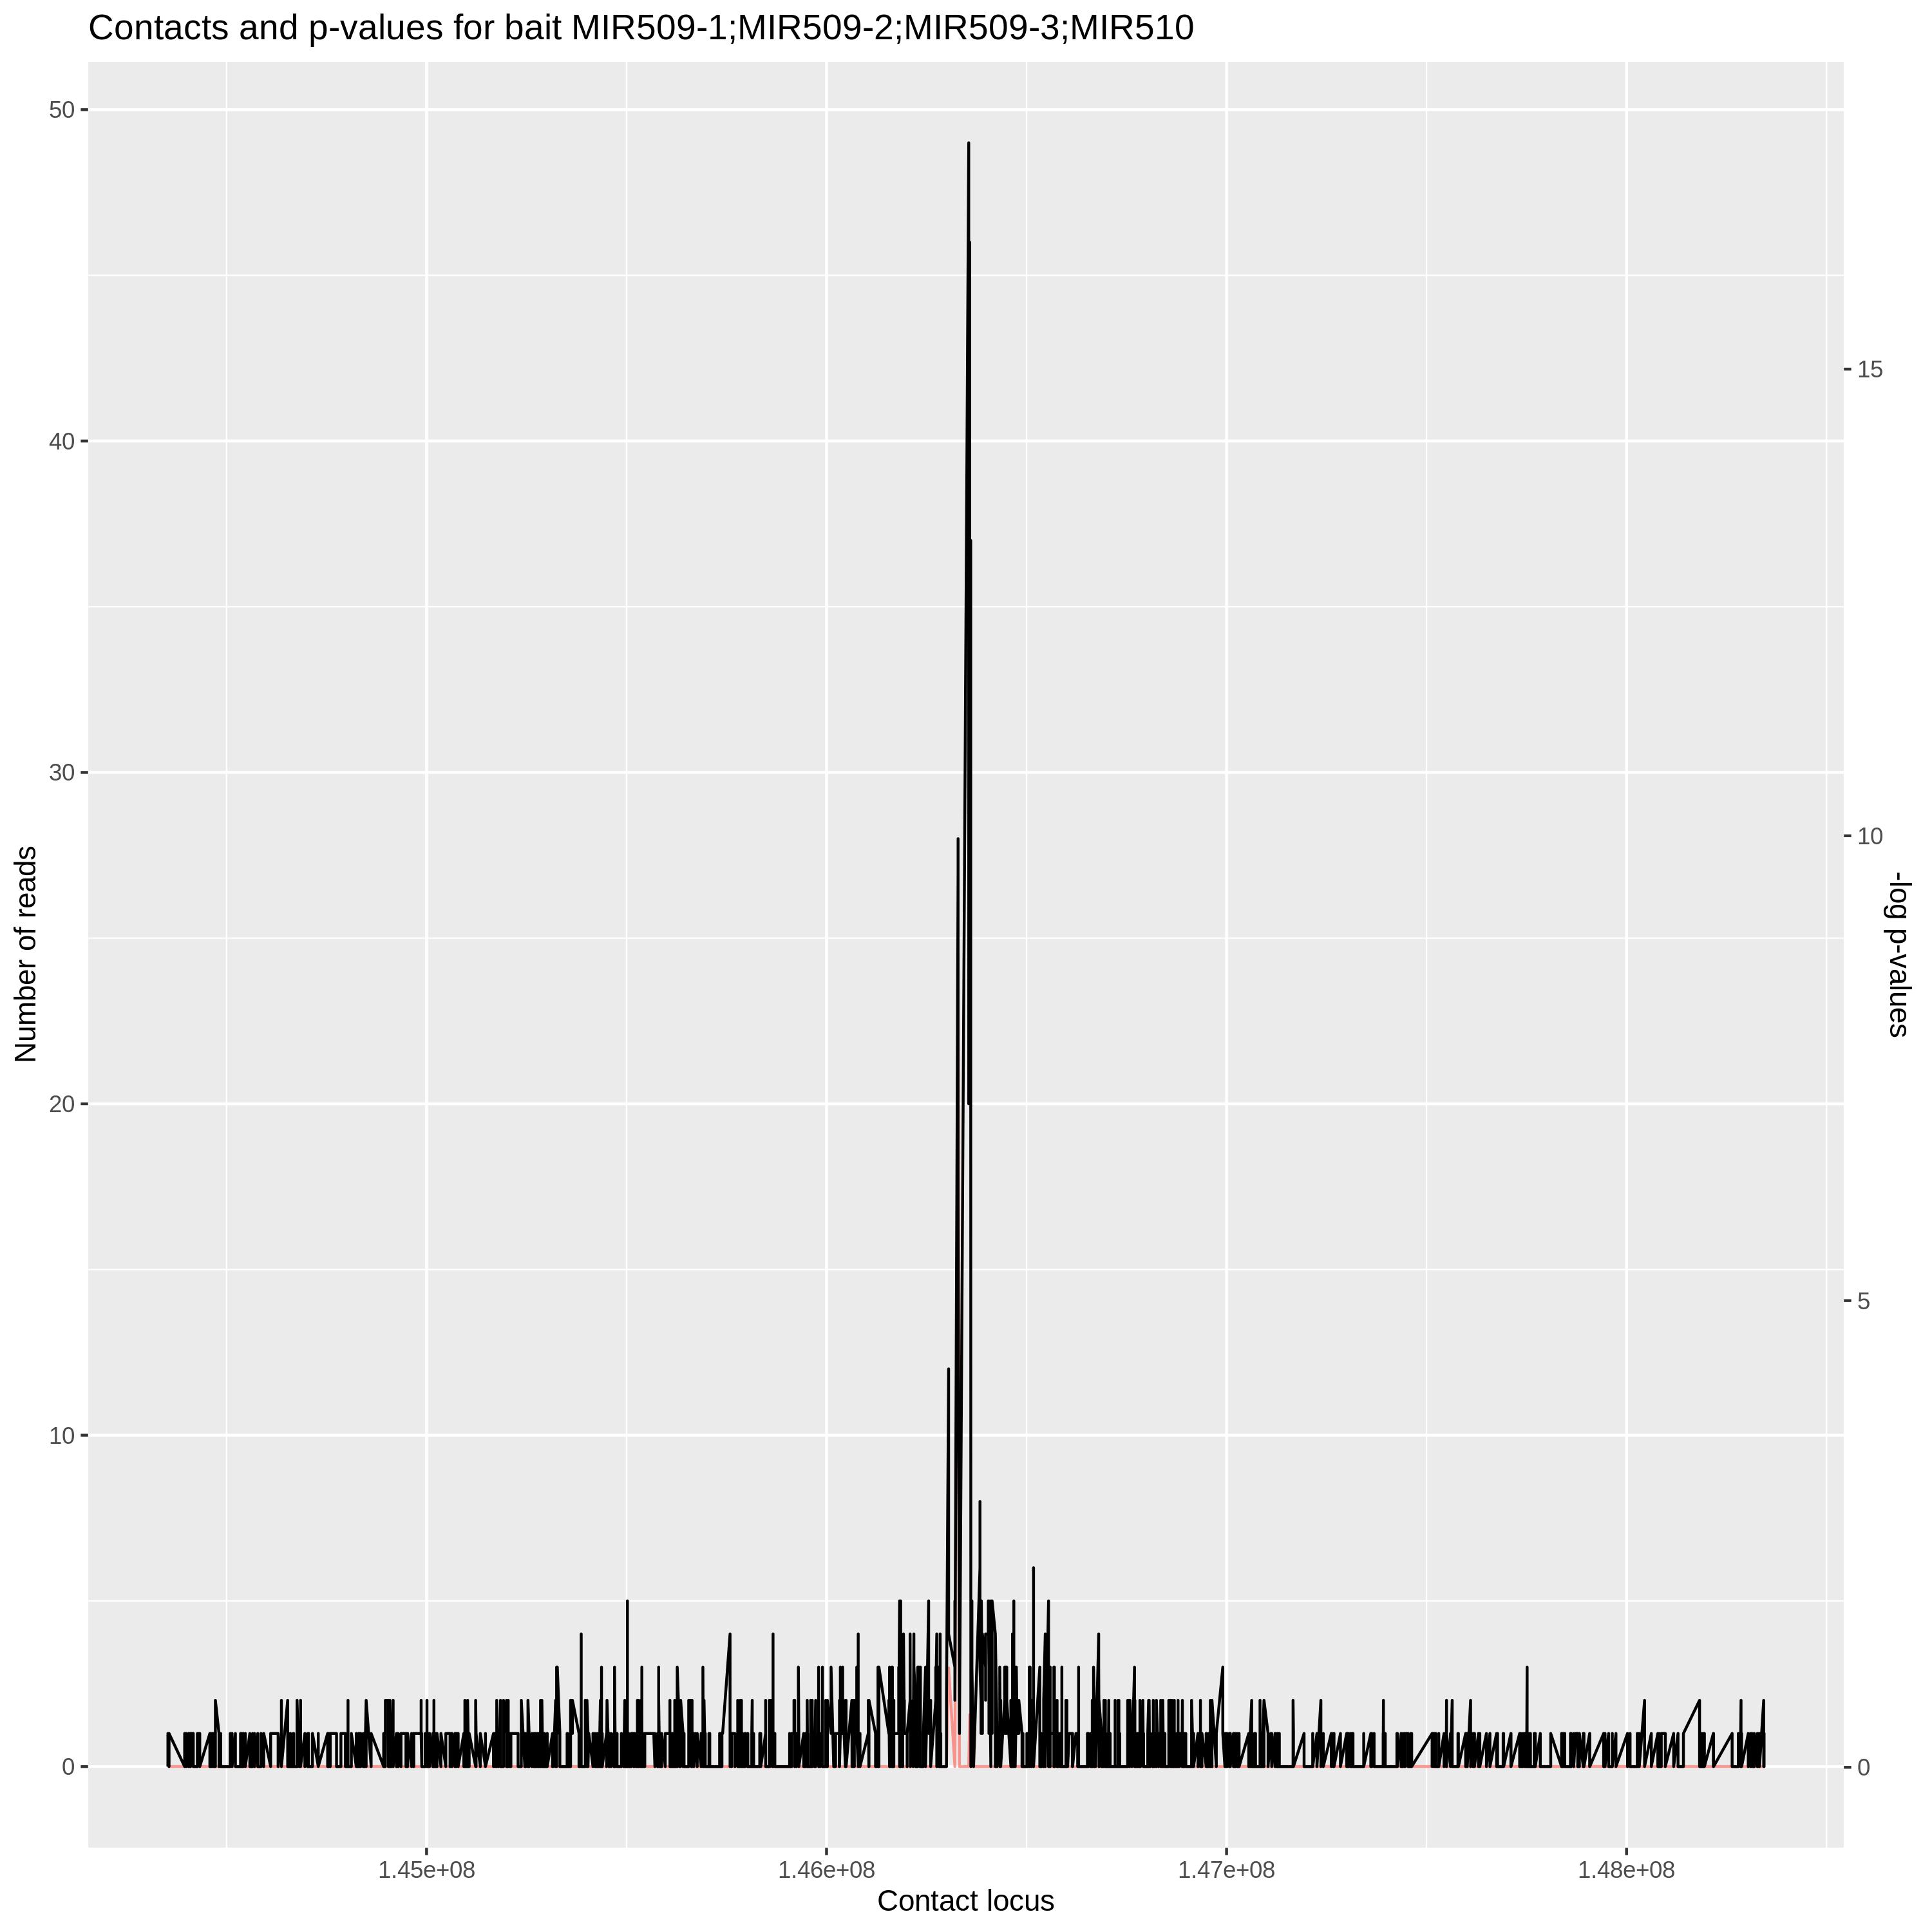 Contacts and p-values for bait MIR509-1;MIR509-2;MIR509-3;MIR510
Number of reads
50
40
30
20
10
0
15
10
5
0
-log p-values
1.45e+08
1.46e+08
1.47e+08
1.48e+08
Contact locus